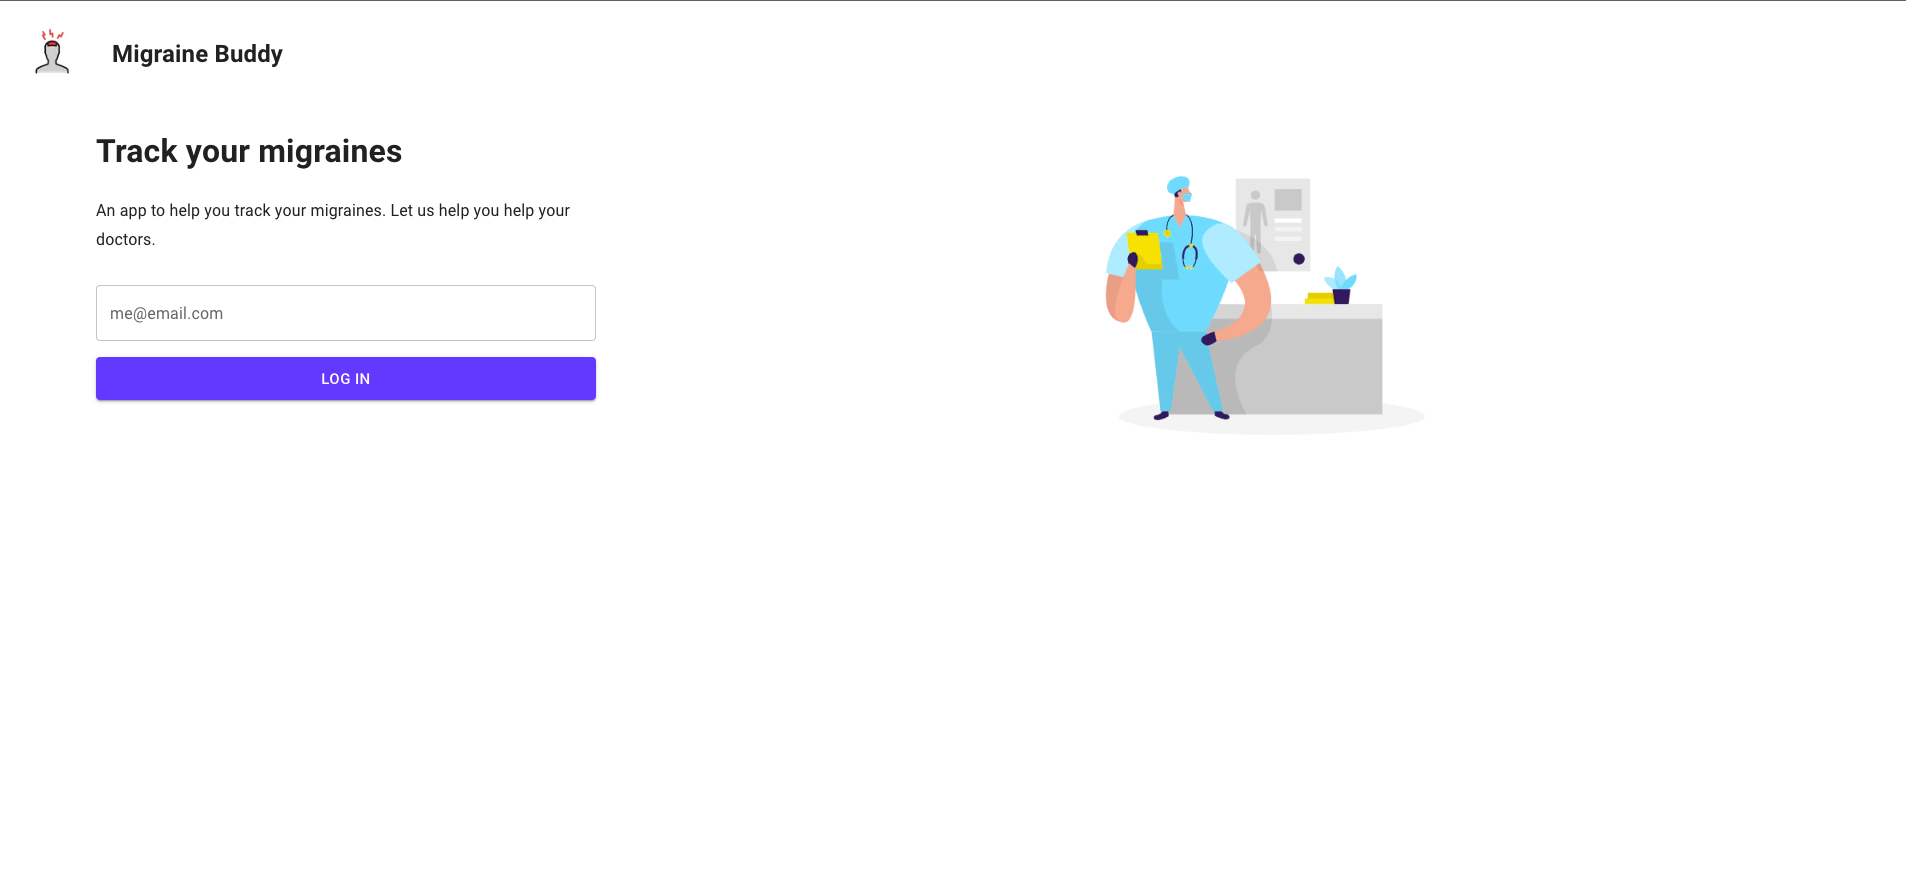 Migraine Buddy
Track your migraines
An app to help you track your migraines. Let us help you help your
doctors.
me@email.com
LOG IN